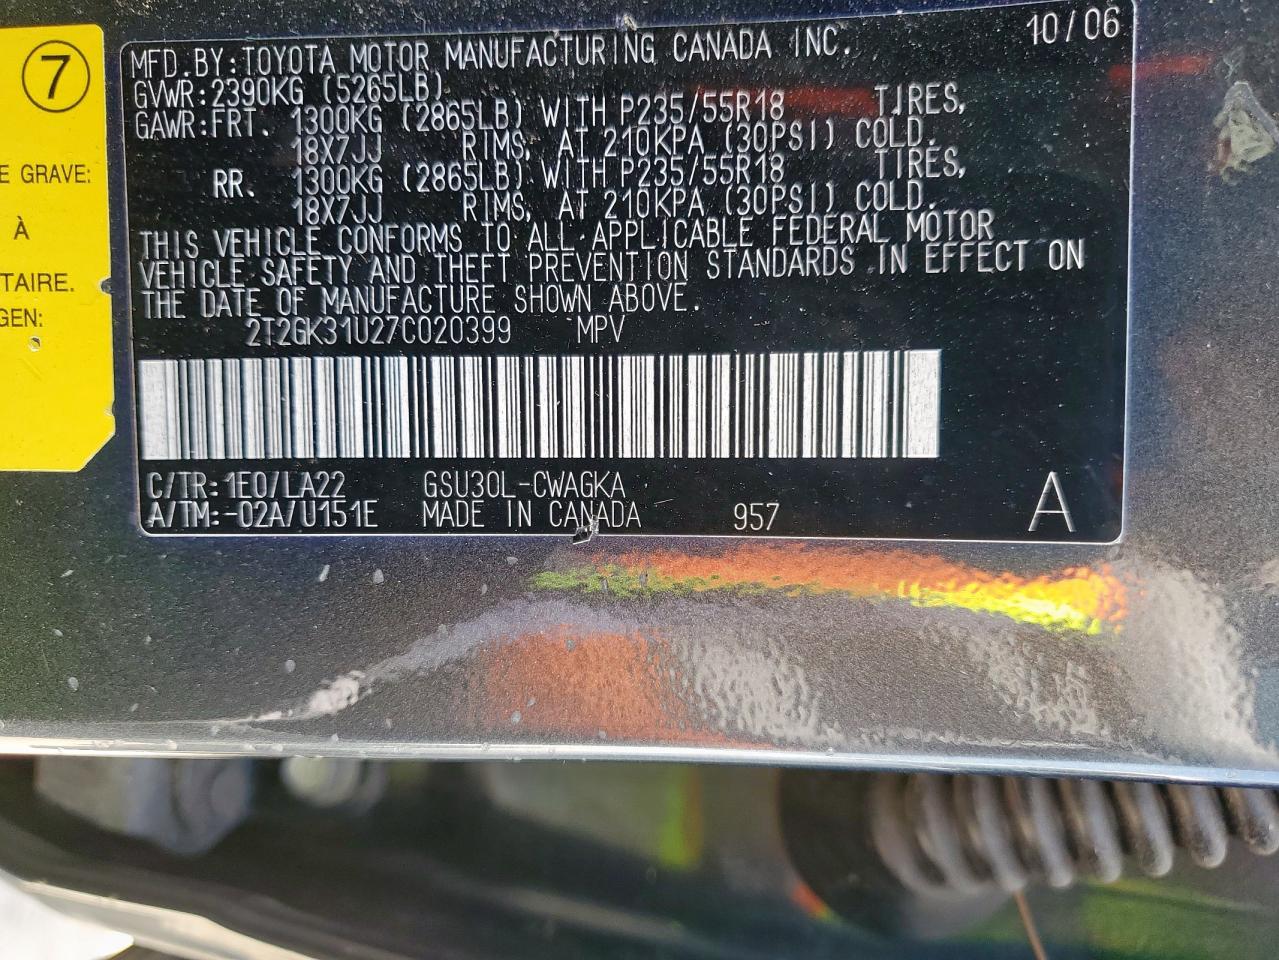 7
E GRAVE:
À
TAIRE.
GEN:
10/06
MFD.BY:TOYOTA MOTOR MANUFACTURING CANADA INC.
GVWR:2390KG (5265LB)
GAWR:FRT. 1300KG (2865LB) WITH P235/55R18 TIRES,
18X7JJ RIMS, AT 210KPA (30PSI) COLD.
RR. 1300KG (2865LB) WITH P235/55R18 TIRES,
18X7JJ RIMS, AT 210KPA (30PSI) COLD.
THIS VEHICLE CONFORMS TO ALL APPLICABLE FEDERAL MOTOR
VEHICLE SAFETY AND THEFT PREVENTION STANDARDS IN EFFECT ON
THE DATE OF MANUFACTURE SHOWN ABOVE.
2T2GK31U27C020399 MPV
C/TR:1E0/LA22 GSU30L-CWAGKA
A/TM:-02A/U151E MADE IN CANADA 957 A